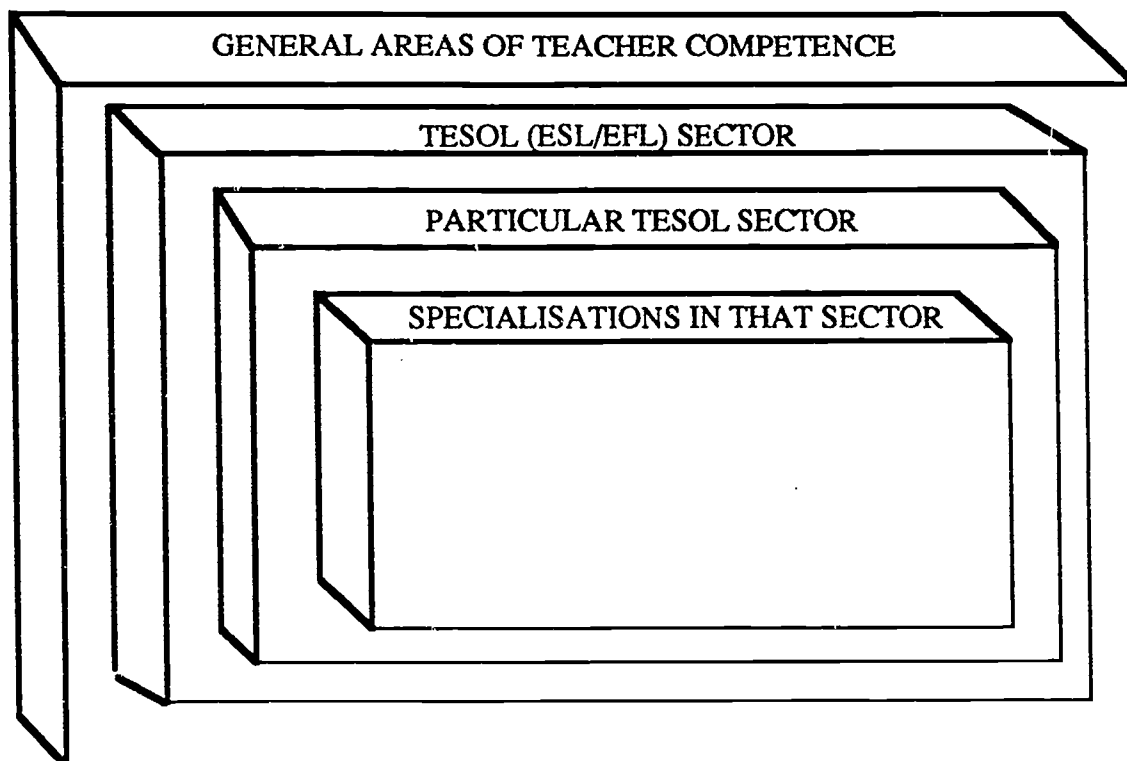 GENERAL AREAS OF TEACHER COMPETENCE
TESOL (ESL/EFL) SECTOR
PARTICULAR TESOL SECTOR
SPECIALISATIONS IN THAT SECTOR